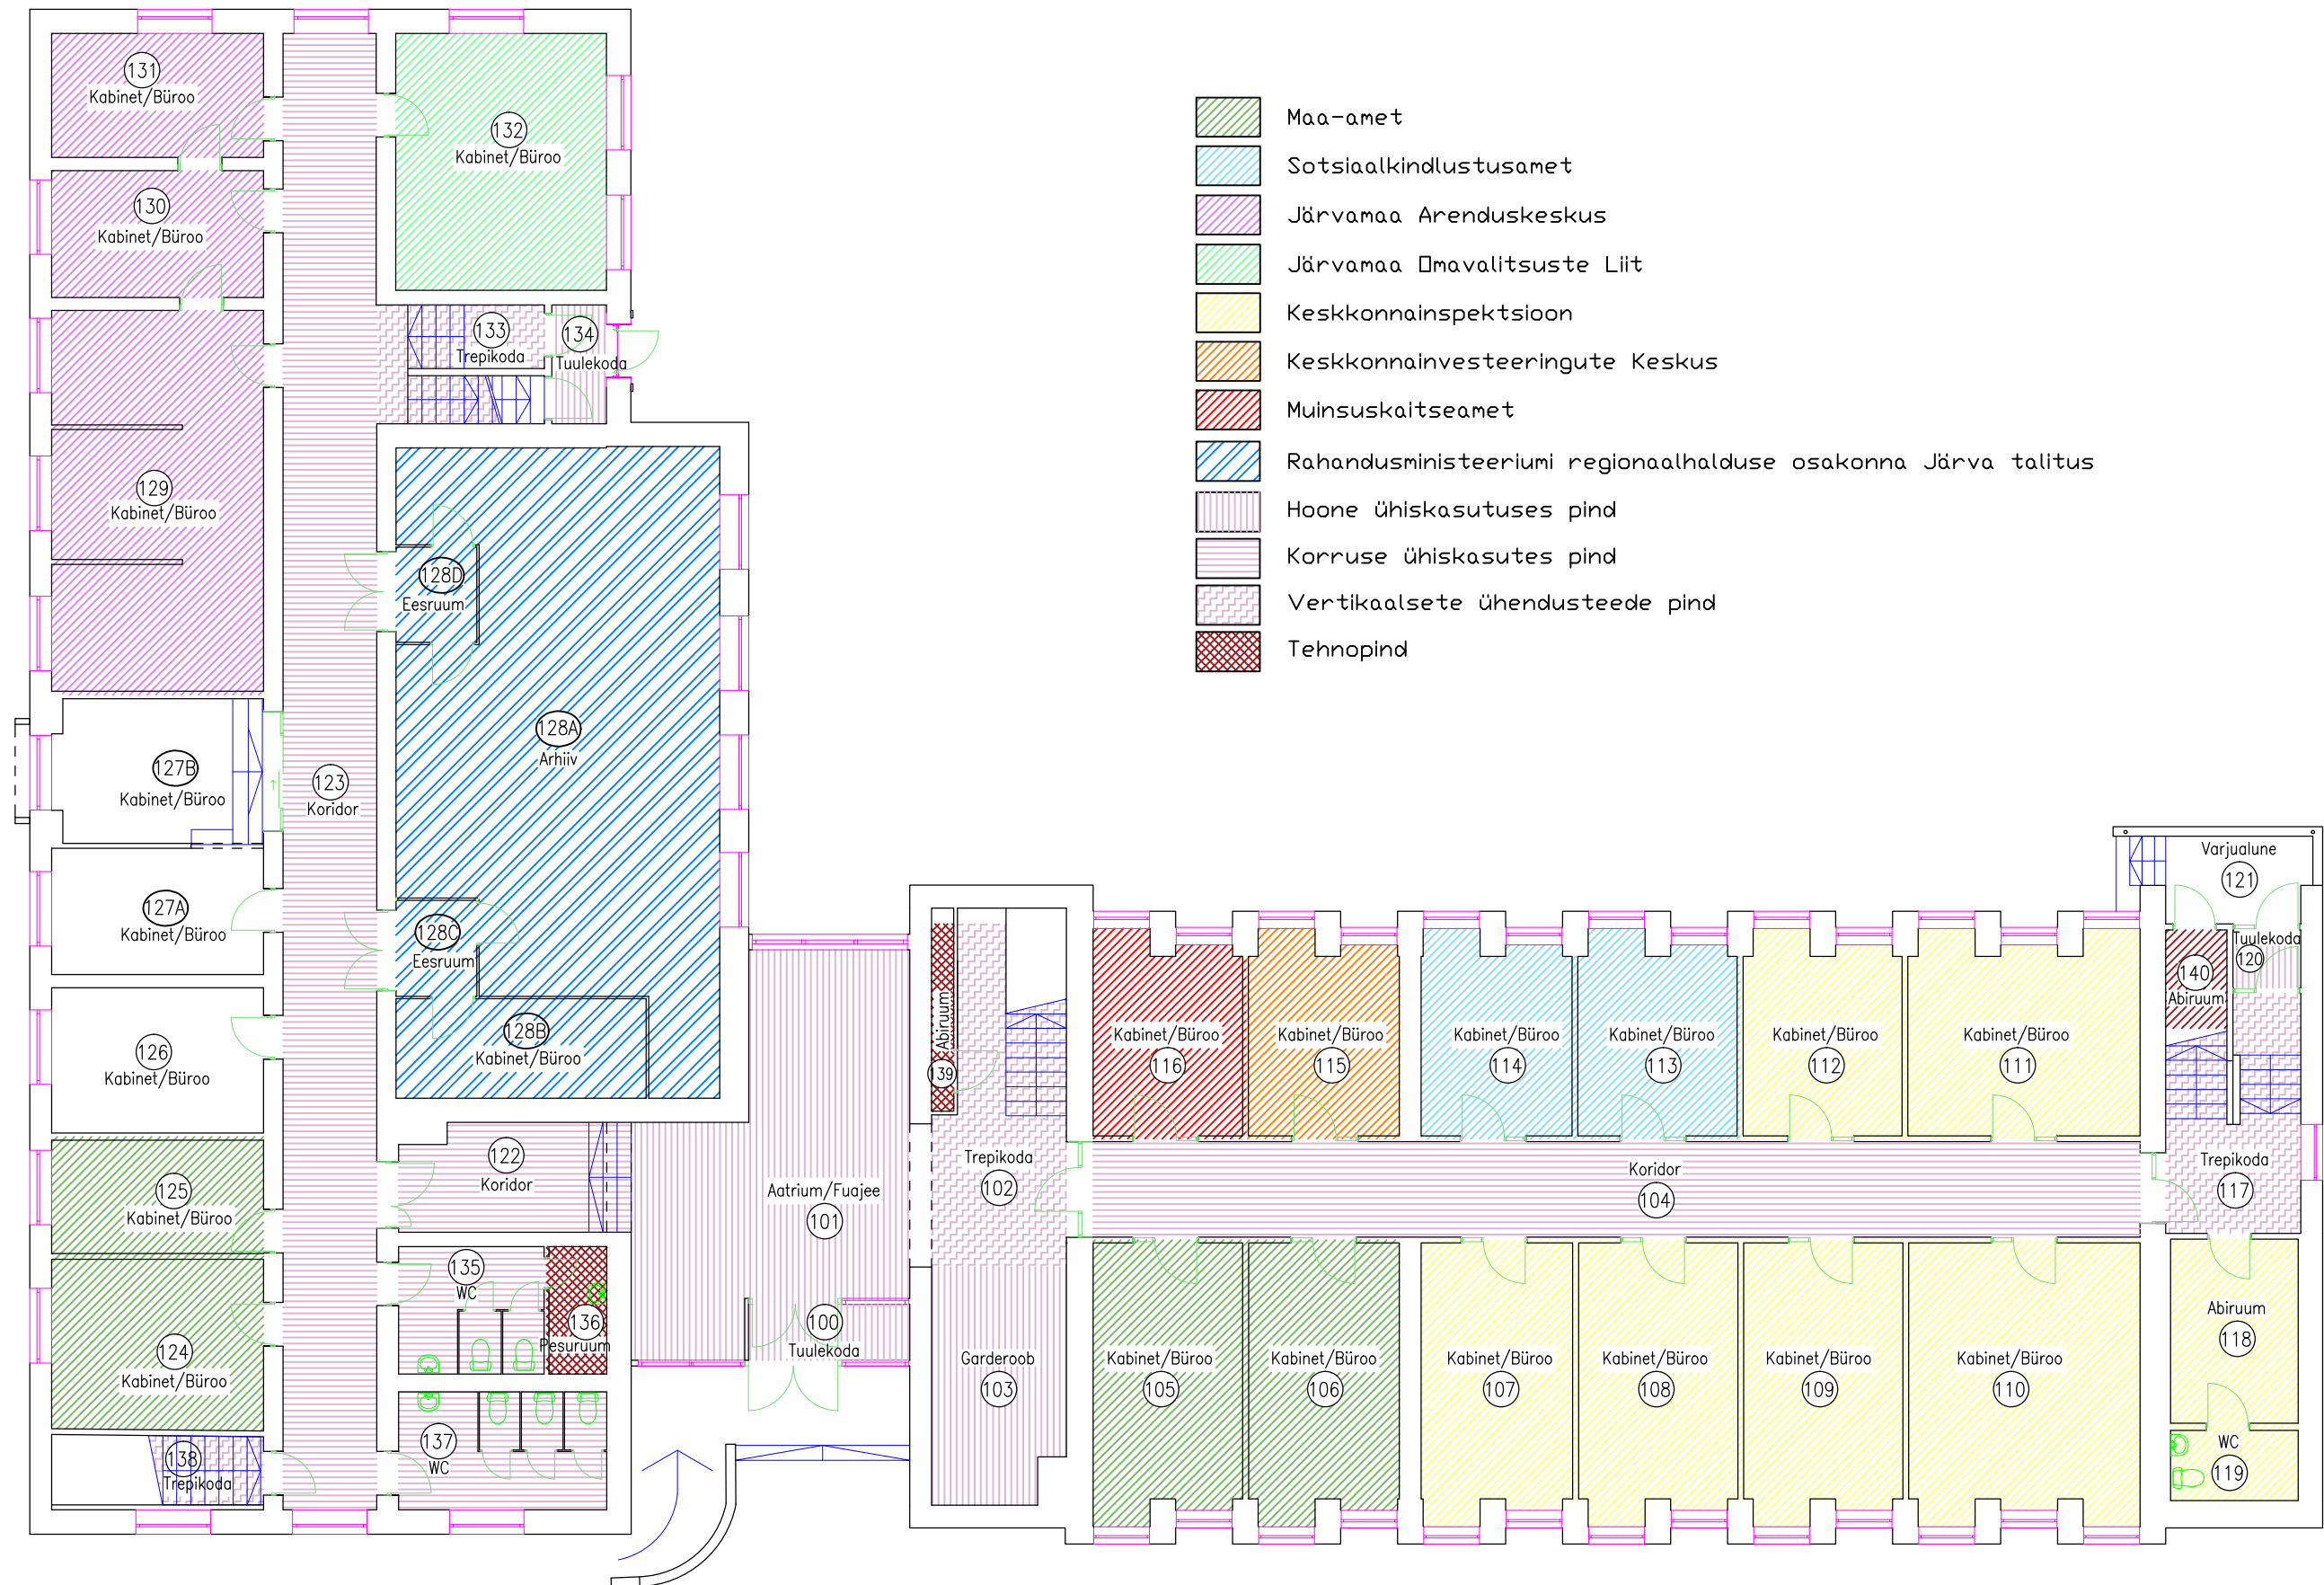 131
Kabinet/Büroo
132
Kabinet/Büroo
130
Kabinet/Büroo
133
Trepikoda
134
Tuulekoda
129
Kabinet/Büroo
128D
Eesruum
128A
Arhiiv
127B
Kabinet/Büroo
123
Koridor
127A
Kabinet/Büroo
128C
Eesruum
128B
Kabinet/Büroo
126
Kabinet/Büroo
122
Koridor
125
Kabinet/Büroo
135
WC
136
Pesuruum
124
Kabinet/Büroo
137
WC
138
Trepikoda
Aatrium/Fuajee
101
100
Tuulekoda
Abiruum
139
Trepikoda
102
Garderoob
103
Maa-amet
Sotsiaalkindlustusamet
Järvamaa Arenduskeskus
Järvamaa Omavalitsuste Liit
Keskkonnainspektsioon
Keskkonnainvesteeringute Keskus
Muinsuskaitseamet
Rahandusministeeriumi regionaalhalduse osakonna Järva talitus
Hoone ühiskasutuses pind
Korruse ühiskasutes pind
Vertikaalsete ühendusteede pind
Tehnopind
Kabinet/Büroo
116
Kabinet/Büroo
115
Kabinet/Büroo
114
Kabinet/Büroo
113
Kabinet/Büroo
112
Kabinet/Büroo
111
Koridor
104
Kabinet/Büroo
105
Kabinet/Büroo
106
Kabinet/Büroo
107
Kabinet/Büroo
108
Kabinet/Büroo
109
Kabinet/Büroo
110
Varjualune
121
Tuulekoda
120
140
Abiruum
Trepikoda
117
Abiruum
118
WC
119